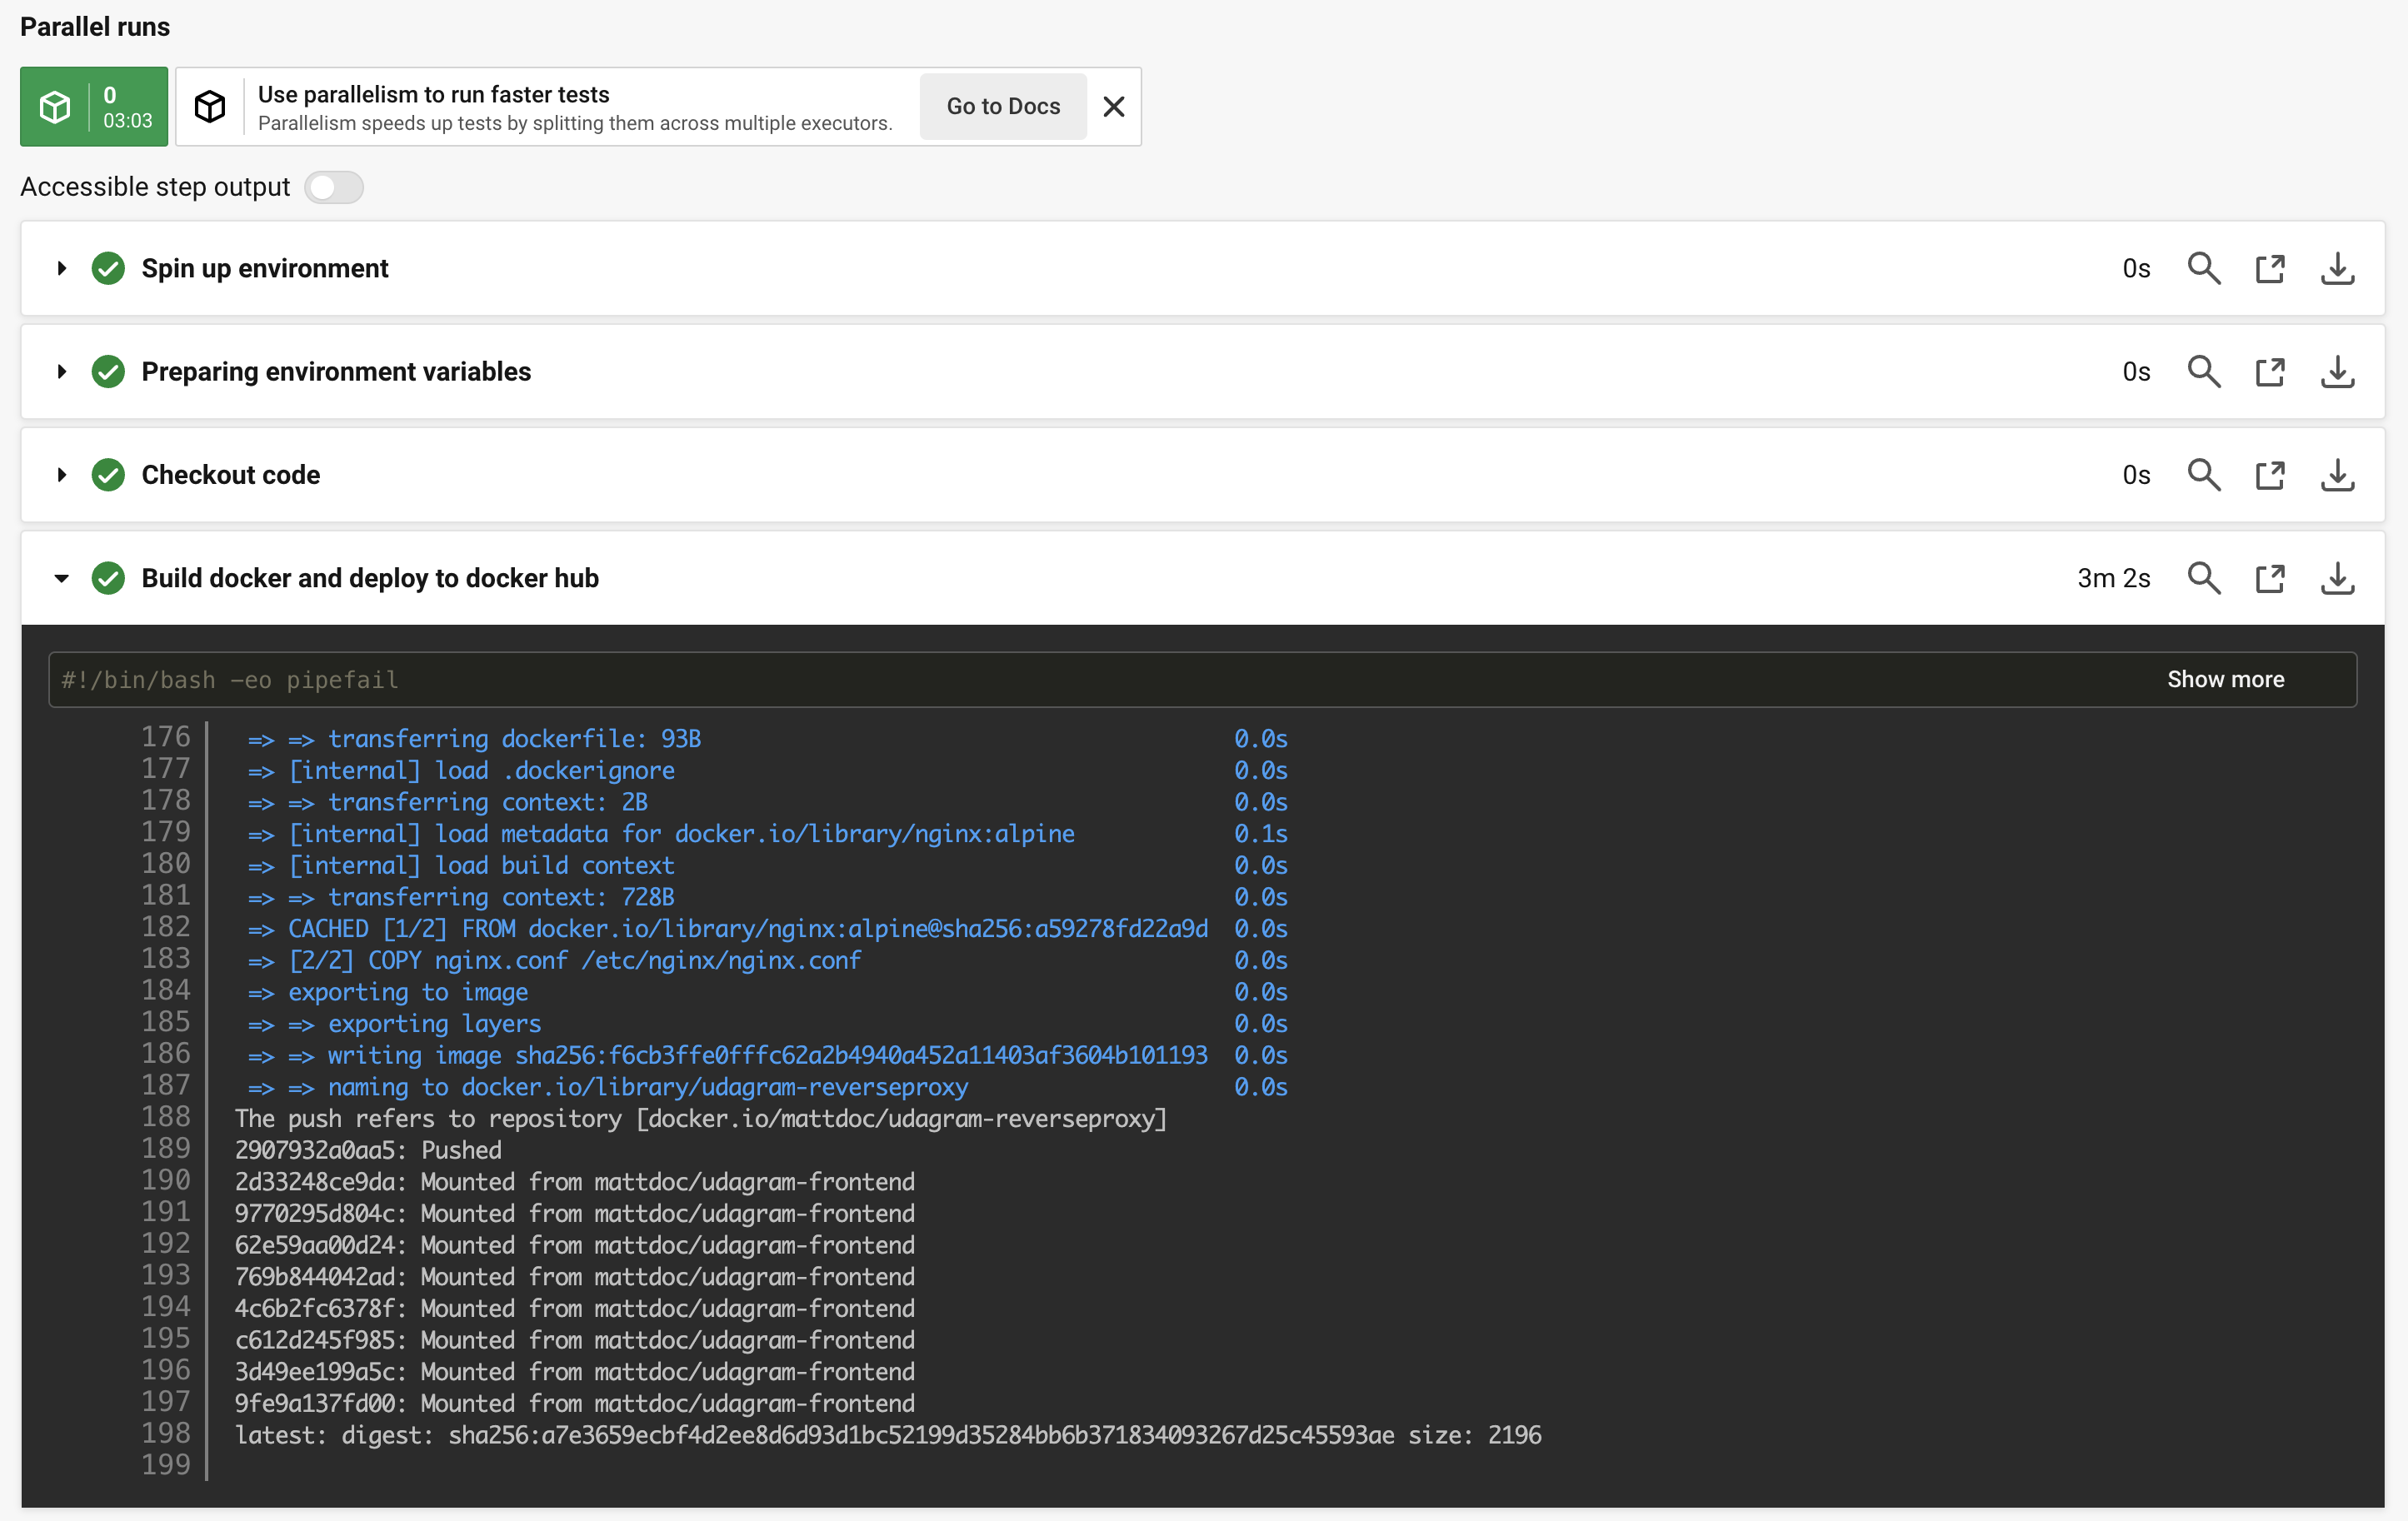 Parallel runs
0
03:03
Use parallelism to run faster tests
Parallelism speeds up tests by splitting them across multiple executors.
Go to Docs
Accessible step output
Spin up environment 0s
Preparing environment variables 0s
Checkout code 0s
Build docker and deploy to docker hub 3m 2s
#!/bin/bash -eo pipefail Show more
176 => => transferring dockerfile: 93B 0.0s
177 => [internal] load .dockerignore 0.0s
178 => => transferring context: 2B 0.0s
179 => [internal] load metadata for docker.io/library/nginx:alpine 0.1s
180 => [internal] load build context 0.0s
181 => => transferring context: 728B 0.0s
182 => CACHED [1/2] FROM docker.io/library/nginx:alpine@sha256:a59278fd22a9d 0.0s
183 => [2/2] COPY nginx.conf /etc/nginx/nginx.conf 0.0s
184 => exporting to image 0.0s
185 => => exporting layers 0.0s
186 => => writing image sha256:f6cb3ffe0fffc62a2b4940a452a11403af3604b101193 0.0s
187 => => naming to docker.io/library/udagram-reverseproxy 0.0s
188 The push refers to repository [docker.io/mattdoc/udagram-reverseproxy]
189 2907932a0aa5: Pushed
190 2d33248ce9da: Mounted from mattdoc/udagram-frontend
191 9770295d804c: Mounted from mattdoc/udagram-frontend
192 62e59aa00d24: Mounted from mattdoc/udagram-frontend
193 769b844042ad: Mounted from mattdoc/udagram-frontend
194 4c6b2fc6378f: Mounted from mattdoc/udagram-frontend
195 c612d245f985: Mounted from mattdoc/udagram-frontend
196 3d49ee199a5c: Mounted from mattdoc/udagram-frontend
197 9fe9a137fd00: Mounted from mattdoc/udagram-frontend
198 latest: digest: sha256:a7e3659ecbf4d2ee8d6d93d1bc52199d35284bb6b371834093267d25c45593ae size: 2196
199